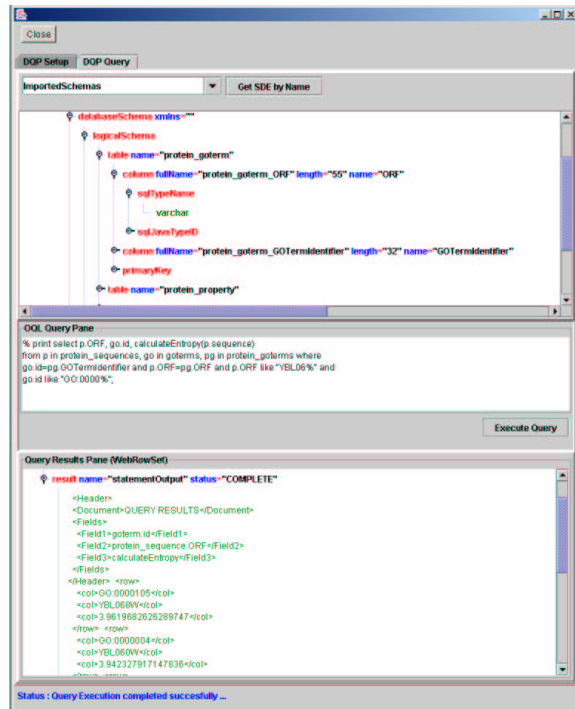 Close
DQP Setup DQP Query
ImportedSchemas Get SDE by Name
databaseSchema xmlns=""
logicalSchema
table name="protein_goterm"
column fullName="protein_goterm_ORF" length="55" name="ORF"
sqlTypeName
varchar
sqlJavaTypeID
column fullName="protein_goterm_GOTermIdentifier" length="32" name="GOTermIdentifier"
primaryKey
table name="protein_property"
OQL Query Pane
% print select p.ORF, go.id, calculateEntropy(p.sequence)
from p in protein_sequences, go in goterms, pg in protein_goterms where
go.id=pg.GOTermIdentifier and p.ORF=pg.ORF and p.ORF like "YBL06%" and
go.id like "GO:0000%";
Execute Query
Query Results Pane (WebRowSet)
result name="statementOutput" status="COMPLETE"
<Header>
<Document>QUERY RESULTS</Document>
<Fields>
<Field1>goterm.id</Field1>
<Field2>protein_sequence.ORF</Field2>
<Field3>calculateEntropy</Field3>
</Fields>
</Header> <row>
<col>GO:0000105</col>
<col>YBL068W</col>
<col>3.9619682626289747</col>
</row> <row>
<col>GO:0000004</col>
<col>YBL060W</col>
<col>3.942327917147836</col>
</row> <row>
Status : Query Execution completed succesfully ...